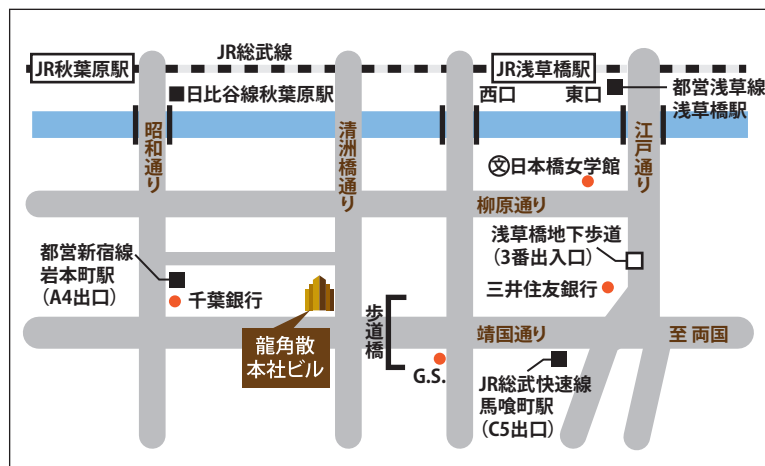 JR総武線
JR秋葉原駅
JR浅草橋駅
日比谷線秋葉原駅
西口
東口
都営浅草線
浅草橋駅
昭和通り
清洲橋通り
江戸通り
文
日本橋女学館
柳原通り
都営新宿線
岩本町駅
(A4出口)
千葉銀行
浅草橋地下歩道
(3番出入口)
三井住友銀行
龍角散
本社ビル
歩道橋
靖国通り
至 両国
G.S.
JR総武快速線
馬喰町駅
(C5出口)